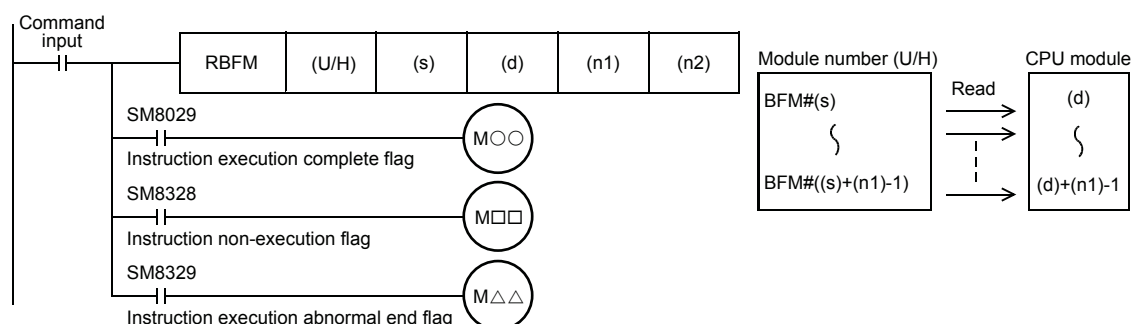 Command
input
RBFM (U/H) (s) (d) (n1) (n2)
SM8029
M○○
Instruction execution complete flag
SM8328
M□□
Instruction non-execution flag
SM8329
M△△
Instruction execution abnormal end flag
Module number (U/H)
CPU module
BFM#(s)
Read
(d)
BFM#((s)+(n1)-1)
(d)+(n1)-1